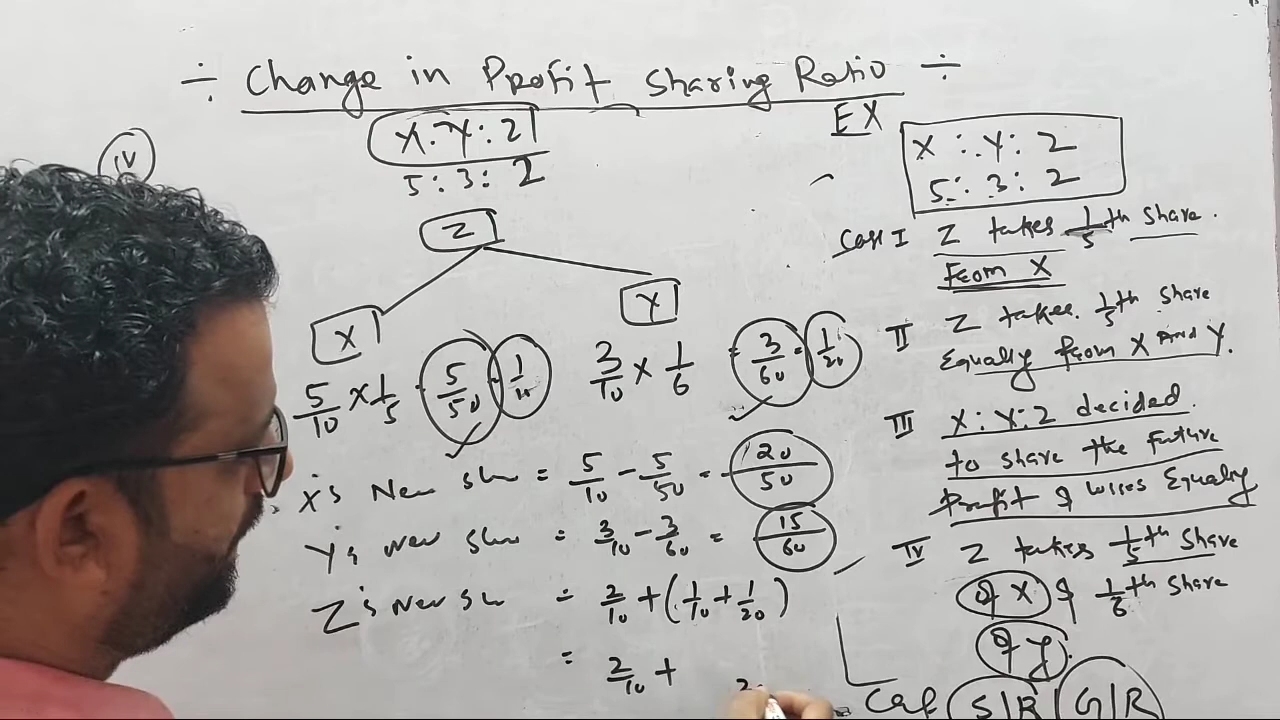 ÷ Change in Profit Sharing Ratio ÷
IV
X:Y:2
5:3:2
Z
X
Y
5/10 × 1/5 = 5/50 = 1/10
3/10 × 1/6 = 3/60 = 1/20
X's New = 5/10 - 5/50 = 20/50
Y's New = 3/10 - 3/60 = 15/60
Z's New = 2/10 + (1/10 + 1/20)
= 2/10 +
EX
X : Y : 2
5 : 3 : 2
Case I Z takes 1/5th Share.
From X
II Z takes 1/5th Share
Equally from X And Y.
III X:Y:2 decided.
to share the Future
Profit & Equally
IV Z takes 1/5th Share
of X & 1/6th Share
of Y.
Cal S/R G/R